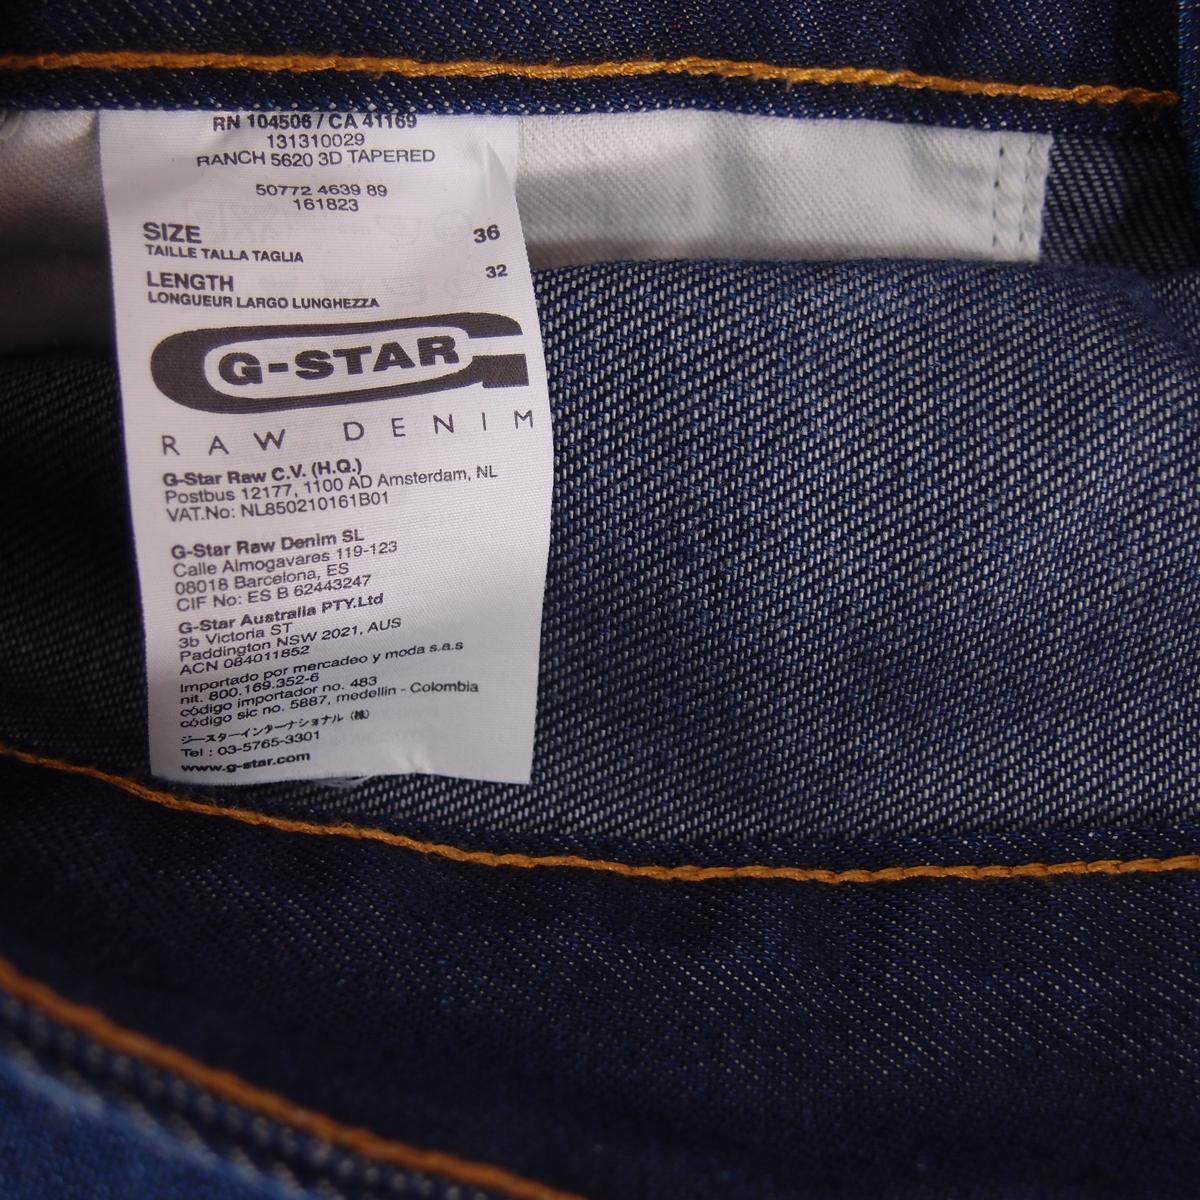 RN 104506 / CA 41169
131310029
RANCH 5620 3D TAPERED
50772 4639 89
161823
SIZE 36
TAILLE TALLA TAGLIA
LENGTH 32
LONGUEUR LARGO LUNGHEZZA
G-STAR
RAW DENIM
G-Star Raw C.V. (H.Q.)
Postbus 12177, 1100 AD Amsterdam, NL
VAT.No: NL850210161B01
G-Star Raw Denim SL
Calle Almogavares 119-123
08018 Barcelona, ES
CIF No: ES B 62443247
G-Star Australia PTY.Ltd
3b Victoria ST
Paddington NSW 2021, AUS
ACN 084011852
Importado por mercadeo y moda s.a.s
nit. 800.169.352-6
código importador no. 483
código sic no. 5887, medellin - Colombia
ジースターインターナショナル（株）
Tel : 03-5765-3301
www.g-star.com